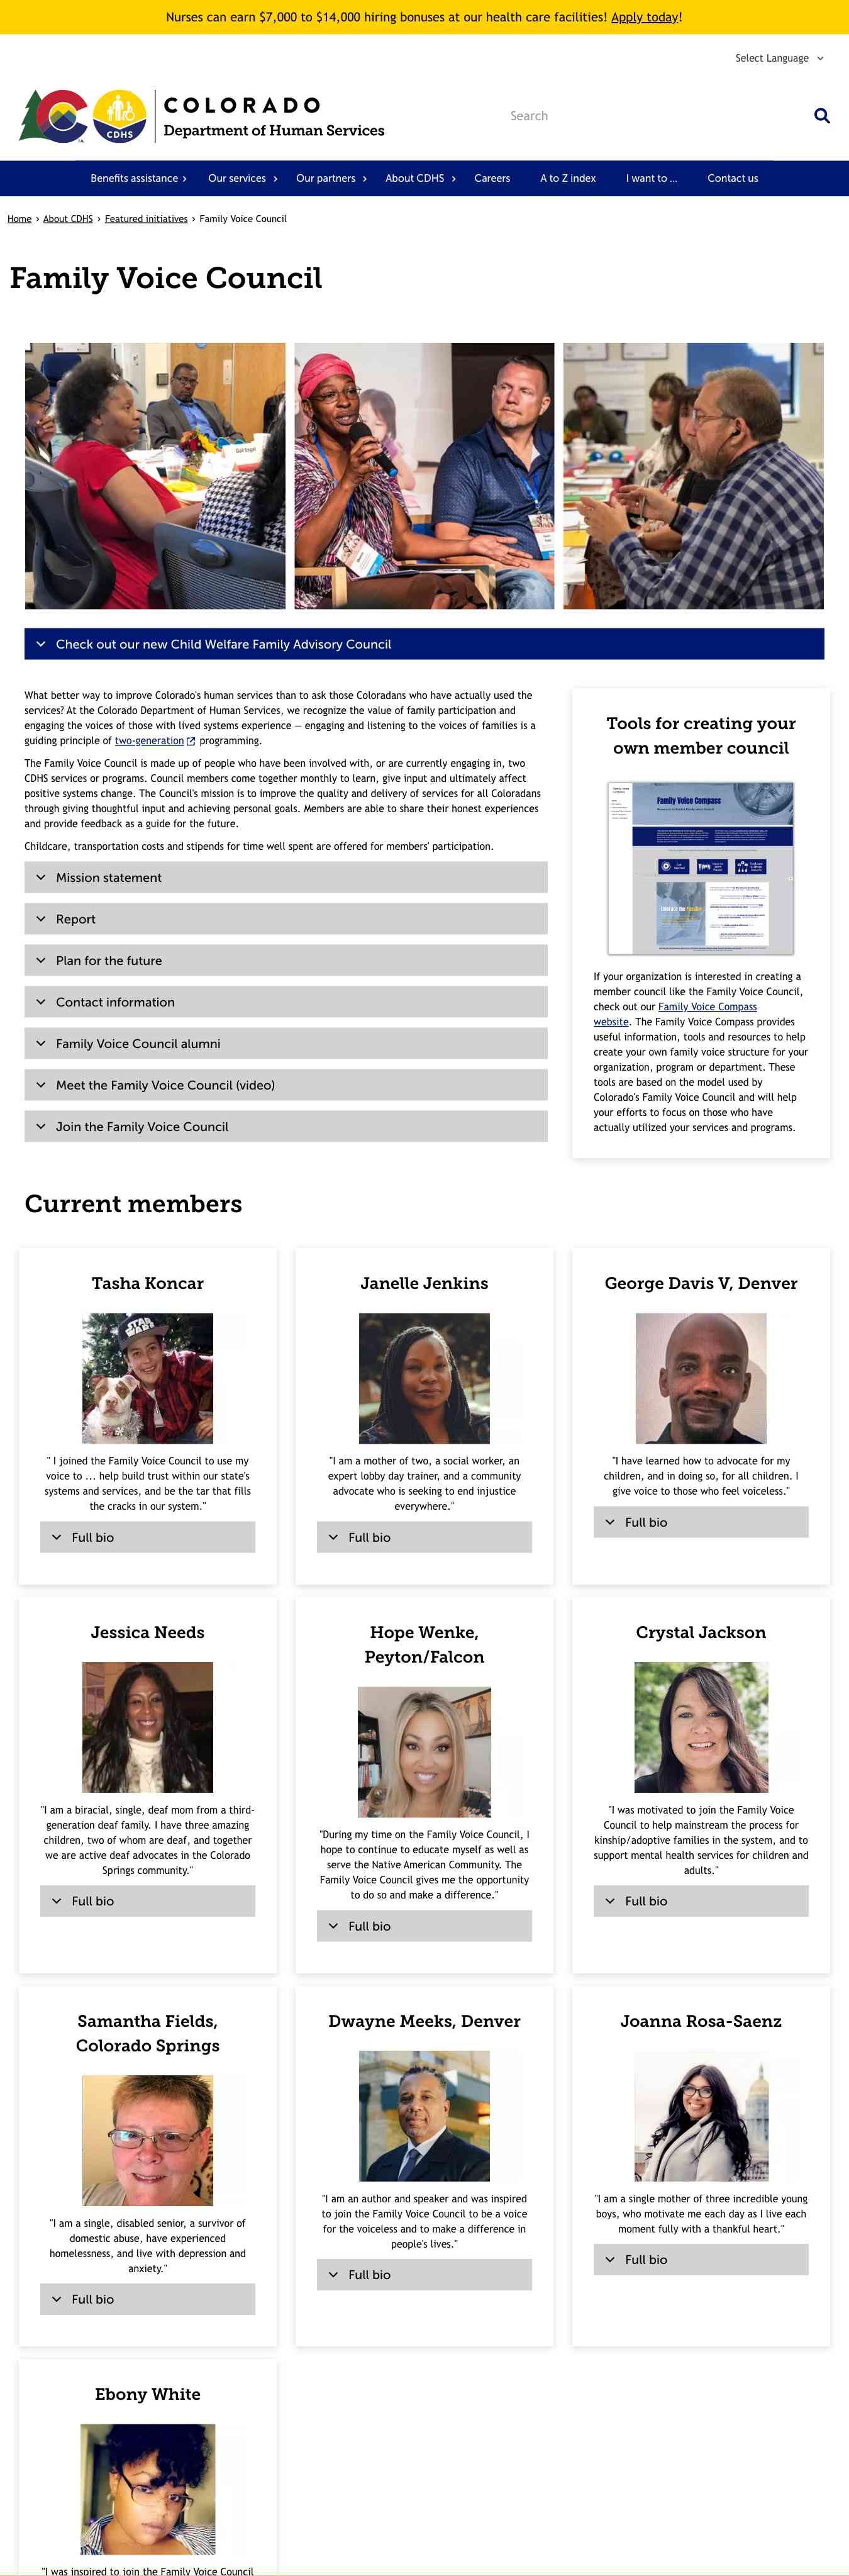 Nurses can earn $7,000 to $14,000 hiring bonuses at our health care facilities! Apply today!
Select Language
COLORADO
Department of Human Services
CDHS
TM
Search
Benefits assistance
Our services
Our partners
About CDHS
Careers
A to Z index
I want to ...
Contact us
Home › About CDHS › Featured initiatives › Family Voice Council
Family Voice Council
Gail Engel
Check out our new Child Welfare Family Advisory Council
What better way to improve Colorado's human services than to ask those Coloradans who have actually used the
services? At the Colorado Department of Human Services, we recognize the value of family participation and
engaging the voices of those with lived systems experience — engaging and listening to the voices of families is a
guiding principle of two-generation programming.
The Family Voice Council is made up of people who have been involved with, or are currently engaging in, two
CDHS services or programs. Council members come together monthly to learn, give input and ultimately affect
positive systems change. The Council's mission is to improve the quality and delivery of services for all Coloradans
through giving thoughtful input and achieving personal goals. Members are able to share their honest experiences
and provide feedback as a guide for the future.
Childcare, transportation costs and stipends for time well spent are offered for members' participation.
Mission statement
Report
Plan for the future
Contact information
Family Voice Council alumni
Meet the Family Voice Council (video)
Join the Family Voice Council
Tools for creating your
own member council
Family Voice Compass
If your organization is interested in creating a
member council like the Family Voice Council,
check out our Family Voice Compass
website. The Family Voice Compass provides
useful information, tools and resources to help
create your own family voice structure for your
organization, program or department. These
tools are based on the model used by
Colorado's Family Voice Council and will help
your efforts to focus on those who have
actually utilized your services and programs.
Current members
Tasha Koncar
STAR
WARS
" I joined the Family Voice Council to use my
voice to ... help build trust within our state's
systems and services, and be the tar that fills
the cracks in our system."
Full bio
Janelle Jenkins
"I am a mother of two, a social worker, an
expert lobby day trainer, and a community
advocate who is seeking to end injustice
everywhere."
Full bio
George Davis V, Denver
"I have learned how to advocate for my
children, and in doing so, for all children. I
give voice to those who feel voiceless."
Full bio
Jessica Needs
"I am a biracial, single, deaf mom from a third-
generation deaf family. I have three amazing
children, two of whom are deaf, and together
we are active deaf advocates in the Colorado
Springs community."
Full bio
Hope Wenke,
Peyton/Falcon
"During my time on the Family Voice Council, I
hope to continue to educate myself as well as
serve the Native American Community. The
Family Voice Council gives me the opportunity
to do so and make a difference."
Full bio
Crystal Jackson
"I was motivated to join the Family Voice
Council to help mainstream the process for
kinship/adoptive families in the system, and to
support mental health services for children and
adults."
Full bio
Samantha Fields,
Colorado Springs
"I am a single, disabled senior, a survivor of
domestic abuse, have experienced
homelessness, and live with depression and
anxiety."
Full bio
Dwayne Meeks, Denver
"I am an author and speaker and was inspired
to join the Family Voice Council to be a voice
for the voiceless and to make a difference in
people's lives."
Full bio
Joanna Rosa-Saenz
"I am a single mother of three incredible young
boys, who motivate me each day as I live each
moment fully with a thankful heart."
Full bio
Ebony White
"I was inspired to join the Family Voice Council